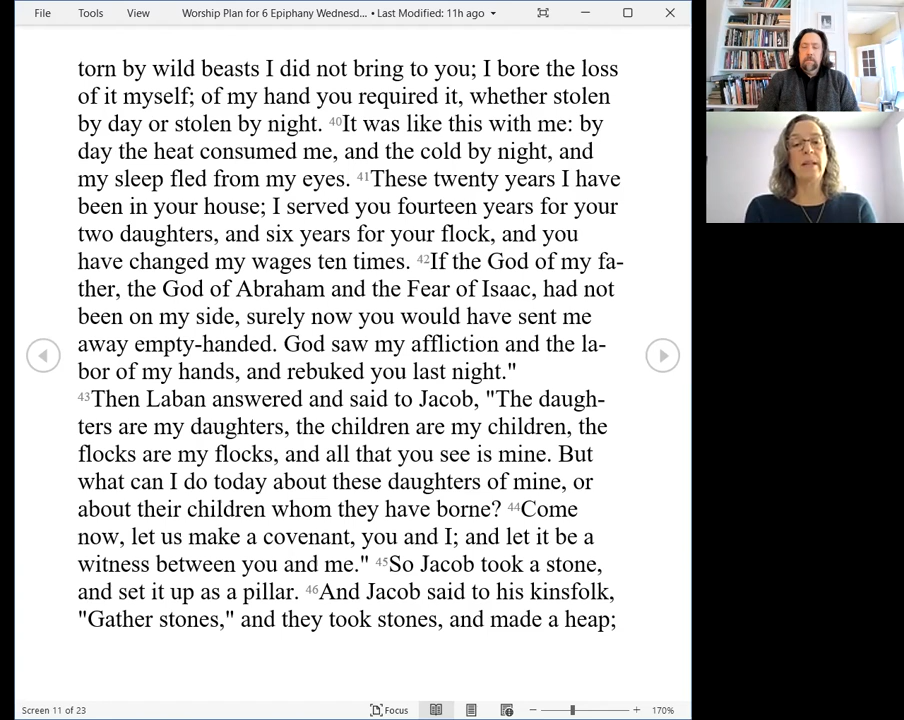 File Tools View Worship Plan for 6 Epiphany Wednesd... • Last Modified: 11h ago
torn by wild beasts I did not bring to you; I bore the loss
of it myself; of my hand you required it, whether stolen
by day or stolen by night. 40It was like this with me: by
day the heat consumed me, and the cold by night, and
my sleep fled from my eyes. 41These twenty years I have
been in your house; I served you fourteen years for your
two daughters, and six years for your flock, and you
have changed my wages ten times. 42If the God of my fa-
ther, the God of Abraham and the Fear of Isaac, had not
been on my side, surely now you would have sent me
away empty-handed. God saw my affliction and the la-
bor of my hands, and rebuked you last night."
43Then Laban answered and said to Jacob, "The daugh-
ters are my daughters, the children are my children, the
flocks are my flocks, and all that you see is mine. But
what can I do today about these daughters of mine, or
about their children whom they have borne? 44Come
now, let us make a covenant, you and I; and let it be a
witness between you and me." 45So Jacob took a stone,
and set it up as a pillar. 46And Jacob said to his kinsfolk,
"Gather stones," and they took stones, and made a heap;
Screen 11 of 23 Focus 170%